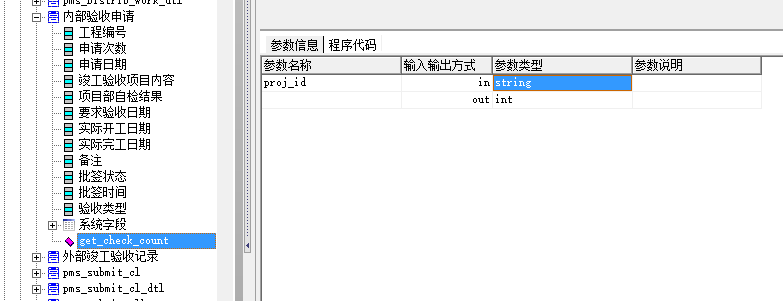 pms_distrib_work_dtl
内部验收申请
工程编号
申请次数
申请日期
竣工验收项目内容
项目部自检结果
要求验收日期
实际开工日期
实际完工日期
备注
批签状态
批签时间
验收类型
系统字段
get_check_count
外部竣工验收记录
pms_submit_cl
pms_submit_cl_dtl
参数信息 程序代码
参数名称 输入输出方式 参数类型 参数说明
proj_id in string
out int